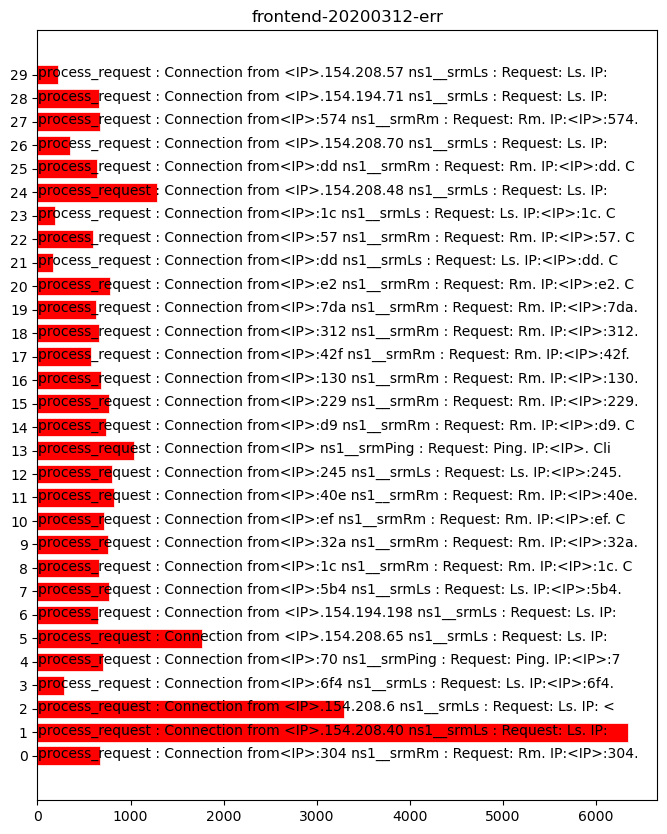 frontend-20200312-err
29 process_request : Connection from <IP>.154.208.57 ns1__srmLs : Request: Ls. IP:
28 process_request : Connection from <IP>.154.194.71 ns1__srmLs : Request: Ls. IP:
27 process_request : Connection from<IP>:574 ns1__srmRm : Request: Rm. IP:<IP>:574.
26 process_request : Connection from <IP>.154.208.70 ns1__srmLs : Request: Ls. IP:
25 process_request : Connection from<IP>:dd ns1__srmRm : Request: Rm. IP:<IP>:dd. C
24 process_request : Connection from <IP>.154.208.48 ns1__srmLs : Request: Ls. IP:
23 process_request : Connection from<IP>:1c ns1__srmLs : Request: Ls. IP:<IP>:1c. C
22 process_request : Connection from<IP>:57 ns1__srmRm : Request: Rm. IP:<IP>:57. C
21 process_request : Connection from<IP>:dd ns1__srmLs : Request: Ls. IP:<IP>:dd. C
20 process_request : Connection from<IP>:e2 ns1__srmRm : Request: Rm. IP:<IP>:e2. C
19 process_request : Connection from<IP>:7da ns1__srmRm : Request: Rm. IP:<IP>:7da.
18 process_request : Connection from<IP>:312 ns1__srmRm : Request: Rm. IP:<IP>:312.
17 process_request : Connection from<IP>:42f ns1__srmRm : Request: Rm. IP:<IP>:42f.
16 process_request : Connection from<IP>:130 ns1__srmRm : Request: Rm. IP:<IP>:130.
15 process_request : Connection from<IP>:229 ns1__srmRm : Request: Rm. IP:<IP>:229.
14 process_request : Connection from<IP>:d9 ns1__srmRm : Request: Rm. IP:<IP>:d9. C
13 process_request : Connection from<IP> ns1__srmPing : Request: Ping. IP:<IP>. Cli
12 process_request : Connection from<IP>:245 ns1__srmLs : Request: Ls. IP:<IP>:245.
11 process_request : Connection from<IP>:40e ns1__srmRm : Request: Rm. IP:<IP>:40e.
10 process_request : Connection from<IP>:ef ns1__srmRm : Request: Rm. IP:<IP>:ef. C
9 process_request : Connection from<IP>:32a ns1__srmRm : Request: Rm. IP:<IP>:32a.
8 process_request : Connection from<IP>:1c ns1__srmRm : Request: Rm. IP:<IP>:1c. C
7 process_request : Connection from<IP>:5b4 ns1__srmLs : Request: Ls. IP:<IP>:5b4.
6 process_request : Connection from <IP>.154.194.198 ns1__srmLs : Request: Ls. IP:
5 process_request : Connection from <IP>.154.208.65 ns1__srmLs : Request: Ls. IP:
4 process_request : Connection from<IP>:70 ns1__srmPing : Request: Ping. IP:<IP>:7
3 process_request : Connection from<IP>:6f4 ns1__srmLs : Request: Ls. IP:<IP>:6f4.
2 process_request : Connection from <IP>.154.208.6 ns1__srmLs : Request: Ls. IP: <
1 process_request : Connection from <IP>.154.208.40 ns1__srmLs : Request: Ls. IP:
0 process_request : Connection from<IP>:304 ns1__srmRm : Request: Rm. IP:<IP>:304.
0 1000 2000 3000 4000 5000 6000